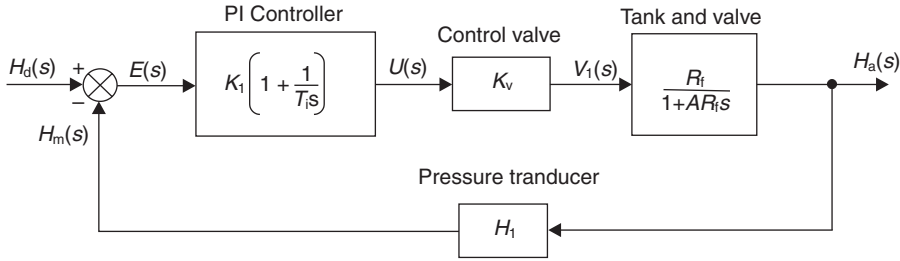 PI Controller
Control valve
Tank and valve
H_d(s)
+
−
E(s)
K_1(1 + 1/T_i s)
U(s)
K_v
V_1(s)
R_f/1+AR_f s
H_a(s)
H_m(s)
Pressure tranducer
H_1